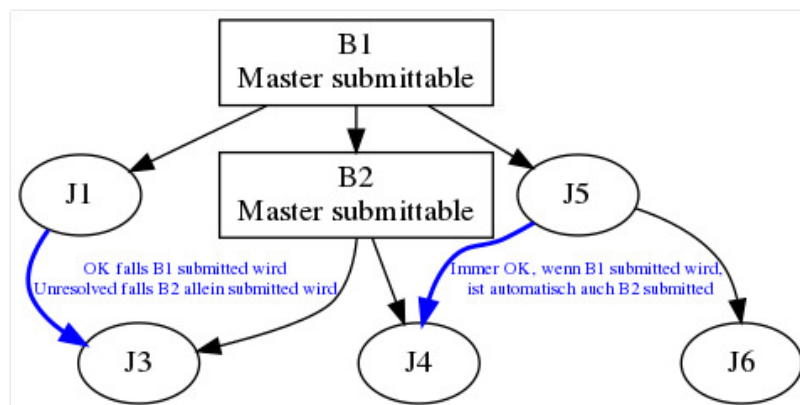 B1
Master submittable
J1
B2
Master submittable
J5
OK falls B1 submitted wird
Unresolved falls B2 allein submitted wird
Immer OK, wenn B1 submitted wird,
ist automatisch auch B2 submitted
J3
J4
J6